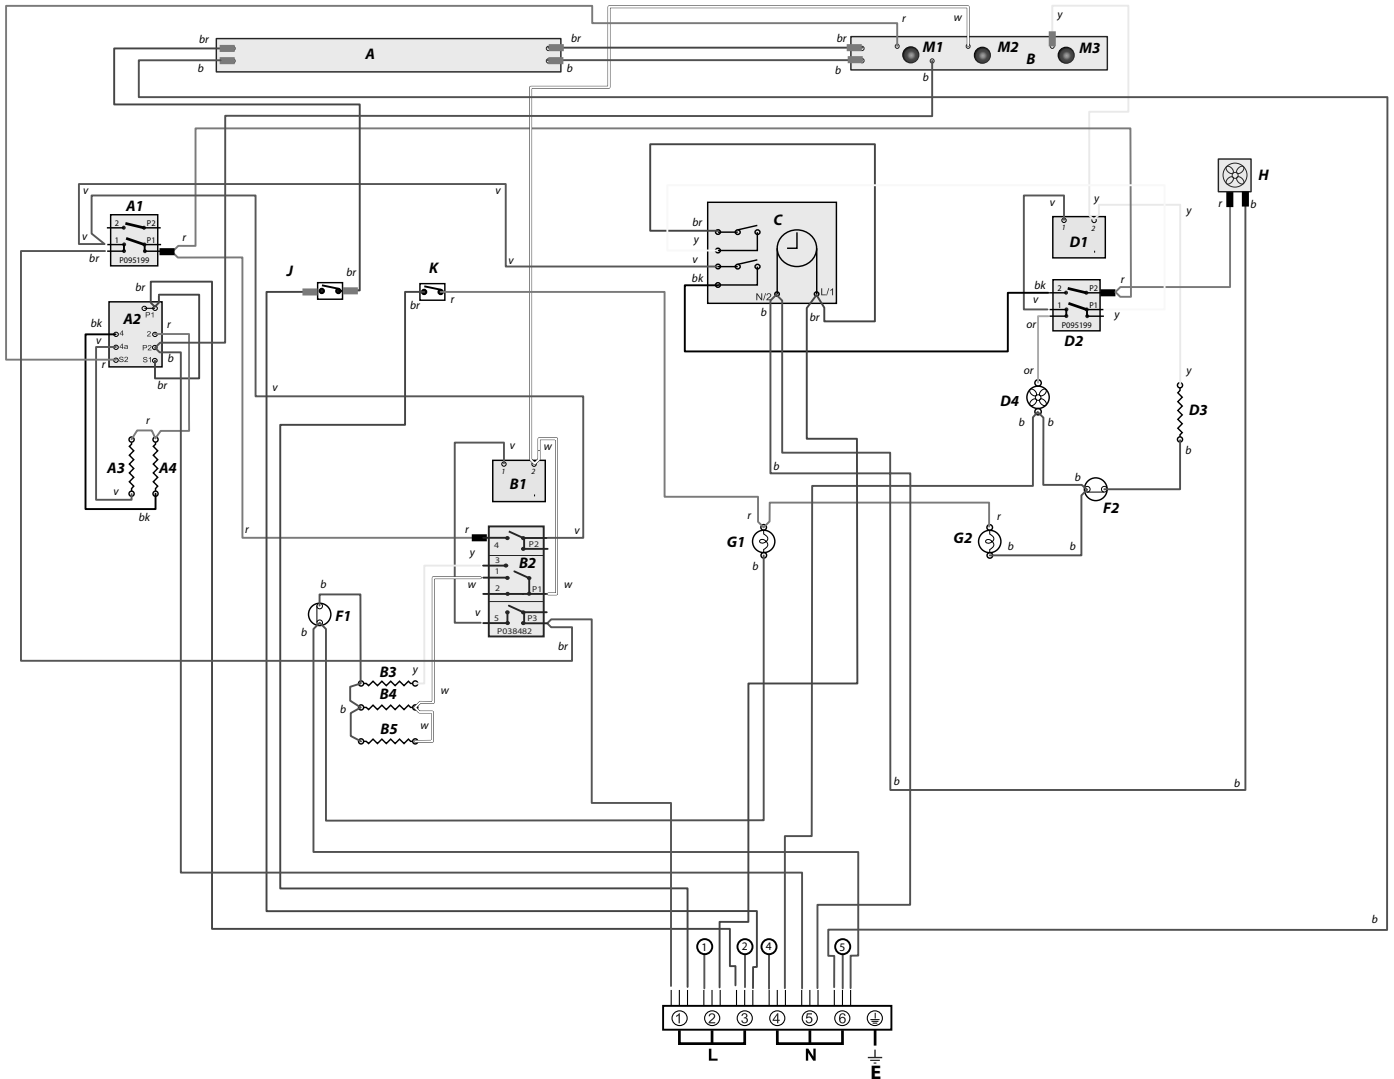 r w y
br A br br M1 M2 B M3
b b b b
H
r b
v v
A1
2 P2
v 1 P1 r
br P095199
C
br
y
v v
bk
N/2 L/1
b br
v y y
1 2
D1
bk 2 P2 r
v 1 P1
or y
P095199
D2
J br
K
br r
br
P1
A2
bk 4 2 r
v 4a P2
r S2 S1 b
br
v
r
A3 A4
v
bk
or
D4
b b
y
D3
b
v w
1 2
B1
b
b
F2
r r
G1 G2
b b b
r r 4 P2 v
y 3 B2
1
w 2 P1 w
v 5 P3
P038482
br
b
F1
b
B3 y
B4 w
b
B5 w
b b
b
1 2 4 5
1 2 3 4 5 6
L N
E